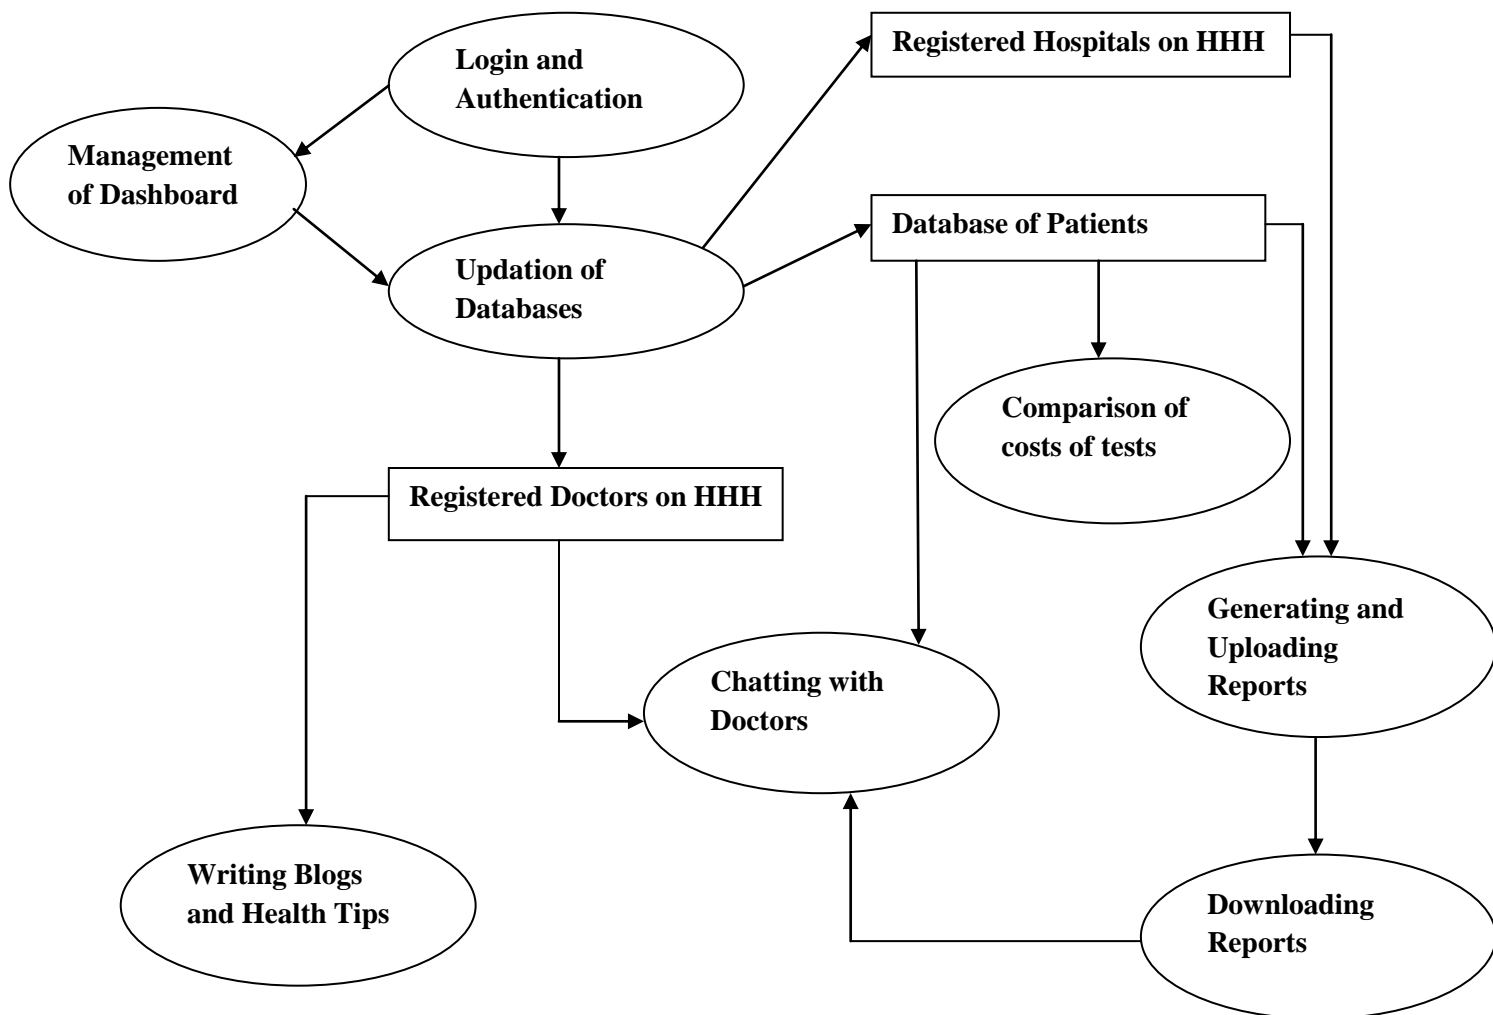 Login and
Authentication
Registered Hospitals on HHH
Management
of Dashboard
Database of Patients
Updation of
Databases
Comparison of
costs of tests
Registered Doctors on HHH
Generating and
Uploading
Reports
Chatting with
Doctors
Writing Blogs
and Health Tips
Downloading
Reports